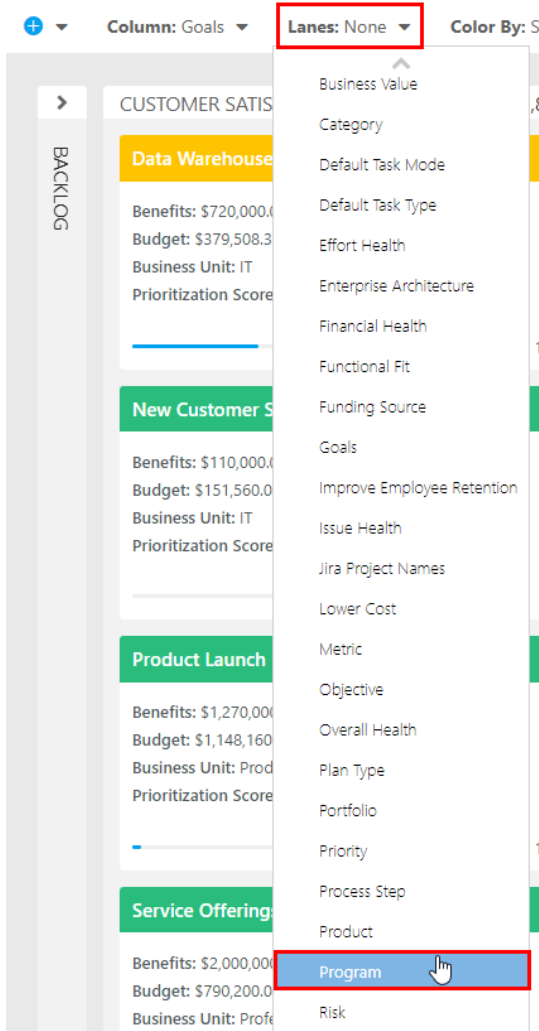 Column: Goals
Lanes: None
Color By: S
BACKLOG
CUSTOMER SATIS
Data Warehouse
Benefits: $720,000.
Budget: $379,508.3
Business Unit: IT
Prioritization Score
New Customer S
Benefits: $110,000.
Budget: $151,560.0
Business Unit: IT
Prioritization Score
Product Launch
Benefits: $1,270,00
Budget: $1,148,160
Business Unit: Prod
Prioritization Score
Service Offering
Benefits: $2,000,00
Budget: $790,200.0
Business Unit: Profe
Business Value
Category
Default Task Mode
Default Task Type
Effort Health
Enterprise Architecture
Financial Health
Functional Fit
Funding Source
Goals
Improve Employee Retention
Issue Health
Jira Project Names
Lower Cost
Metric
Objective
Overall Health
Plan Type
Portfolio
Priority
Process Step
Product
Program
Risk